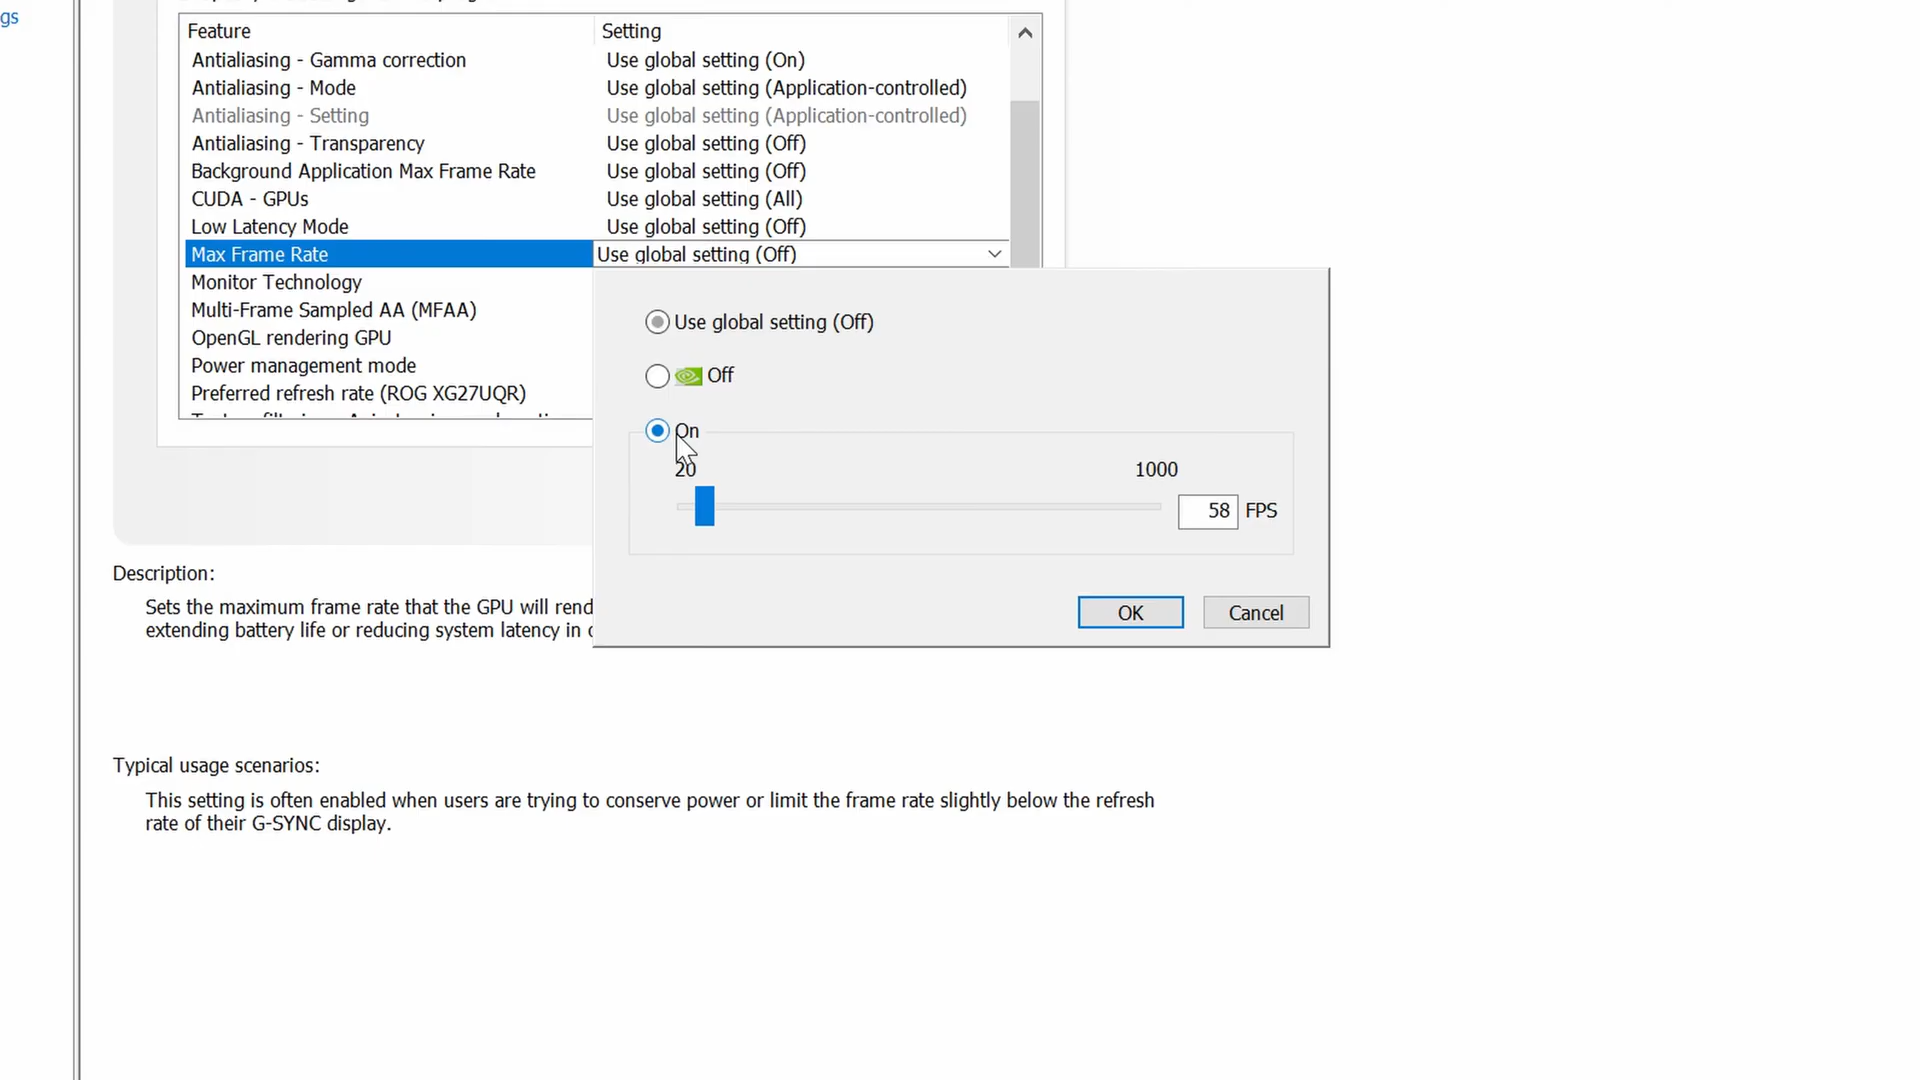 gs
Feature Setting
Antialiasing - Gamma correction Use global setting (On)
Antialiasing - Mode Use global setting (Application-controlled)
Antialiasing - Setting Use global setting (Application-controlled)
Antialiasing - Transparency Use global setting (Off)
Background Application Max Frame Rate Use global setting (Off)
CUDA - GPUs Use global setting (All)
Low Latency Mode Use global setting (Off)
Max Frame Rate Use global setting (Off)
Monitor Technology
Multi-Frame Sampled AA (MFAA)
OpenGL rendering GPU
Power management mode
Preferred refresh rate (ROG XG27UQR)
Use global setting (Off)
Off
On
20 1000
58 FPS
OK Cancel
Description:
Sets the maximum frame rate that the GPU will rend
extending battery life or reducing system latency in
Typical usage scenarios:
This setting is often enabled when users are trying to conserve power or limit the frame rate slightly below the refresh
rate of their G-SYNC display.